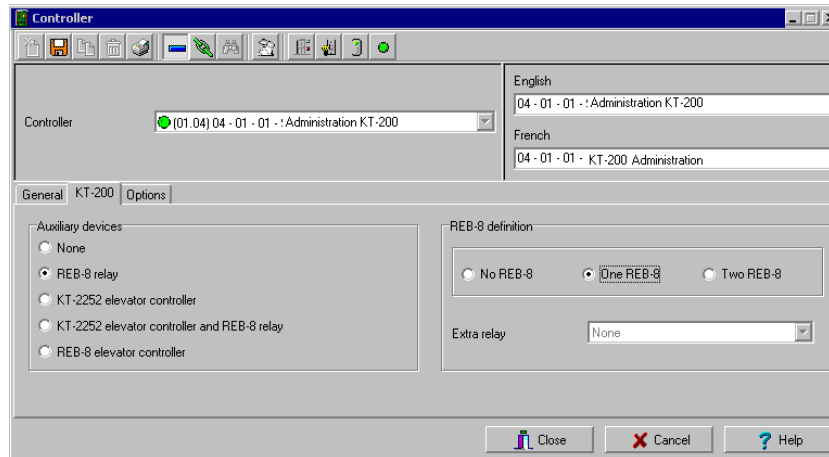 Controller
English
04 - 01 - 01 - : Administration KT-200
Controller
(01.04) 04 - 01 - 01 - : Administration KT-200
French
04 - 01 - 01 - KT-200 Administration
General KT-200 Options
Auxiliary devices
None
REB-8 relay
KT-2252 elevator controller
KT-2252 elevator controller and REB-8 relay
REB-8 elevator controller
REB-8 definition
No REB-8 One REB-8 Two REB-8
Extra relay None
Close Cancel Help